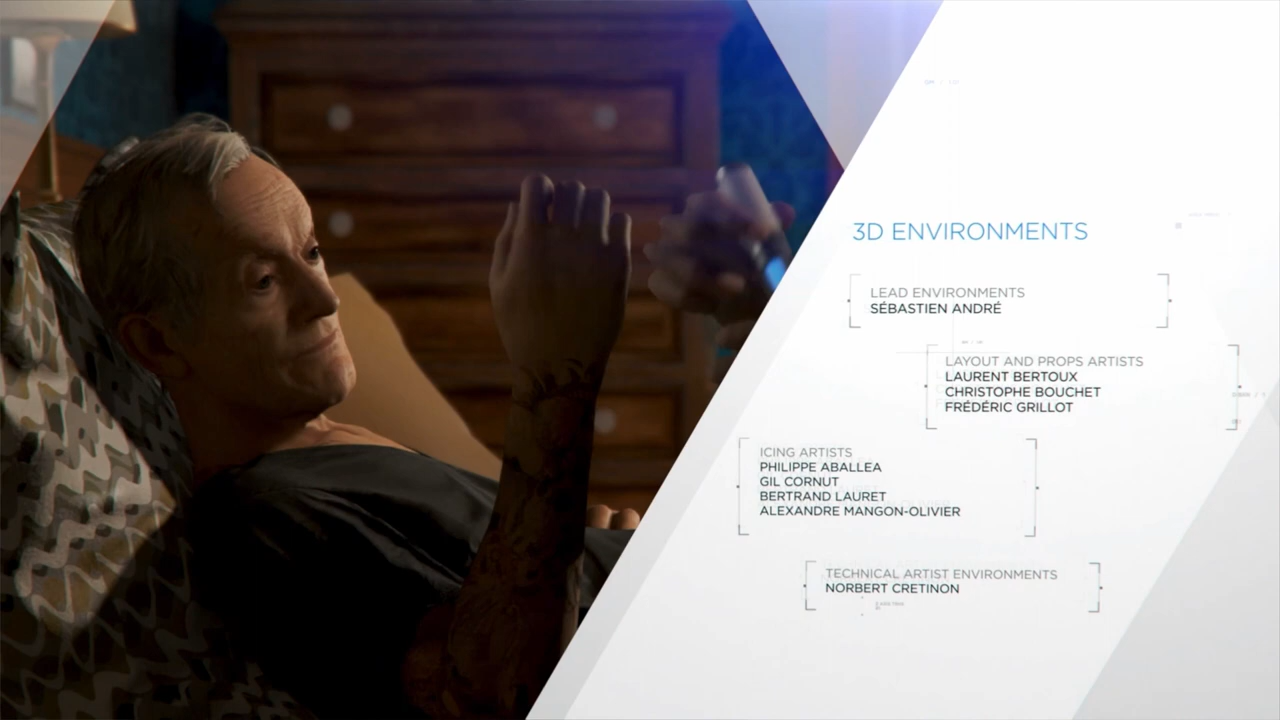 3D ENVIRONMENTS
LEAD ENVIRONMENTS
SÉBASTIEN ANDRÉ
LAYOUT AND PROPS ARTISTS
LAURENT BERTOUX
CHRISTOPHE BOUCHET
FRÉDÉRIC GRILLOT
ICING ARTISTS
PHILIPPE ABALLEA
GIL CORNUT
BERTRAND LAURET
ALEXANDRE MANGON-OLIVIER
TECHNICAL ARTIST ENVIRONMENTS
NORBERT CRETINON